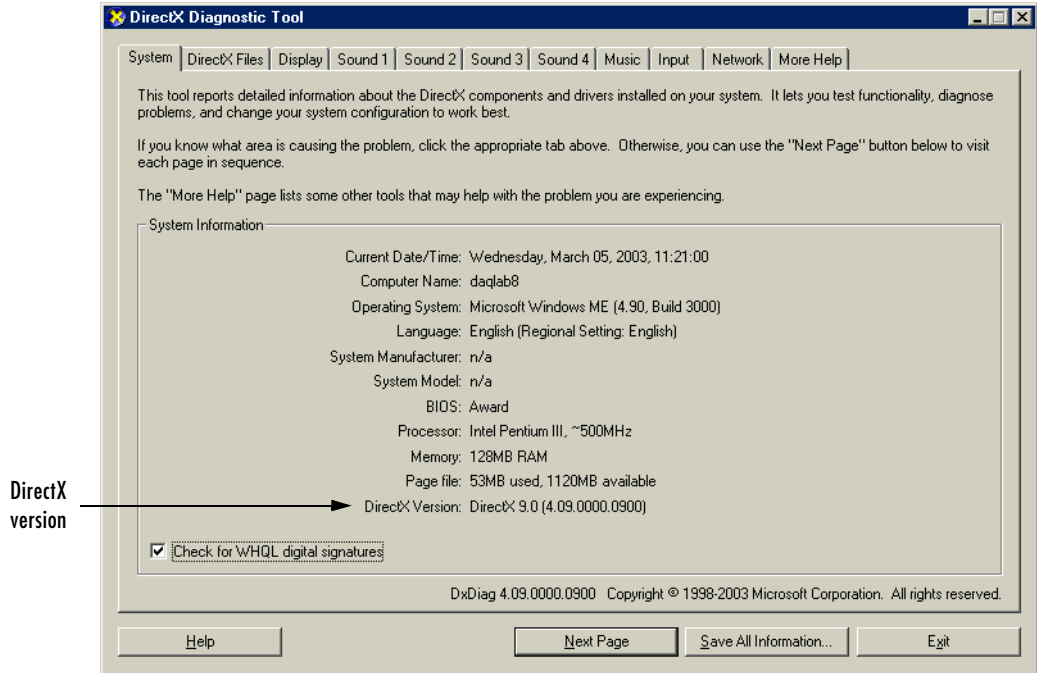 DirectX Diagnostic Tool
System DirectX Files Display Sound 1 Sound 2 Sound 3 Sound 4 Music Input Network More Help
This tool reports detailed information about the DirectX components and drivers installed on your system. It lets you test functionality, diagnose
problems, and change your system configuration to work best.
If you know what area is causing the problem, click the appropriate tab above. Otherwise, you can use the "Next Page" button below to visit
each page in sequence.
The "More Help" page lists some other tools that may help with the problem you are experiencing.
System Information
Current Date/Time: Wednesday, March 05, 2003, 11:21:00
Computer Name: daqlab8
Operating System: Microsoft Windows ME (4.90, Build 3000)
Language: English (Regional Setting: English)
System Manufacturer: n/a
System Model: n/a
BIOS: Award
Processor: Intel Pentium III, ~500MHz
Memory: 128MB RAM
Page file: 53MB used, 1120MB available
DirectX Version: DirectX 9.0 (4.09.0000.0900)
DirectX
version
Check for WHQL digital signatures
DxDiag 4.09.0000.0900 Copyright © 1998-2003 Microsoft Corporation. All rights reserved.
Help Next Page Save All Information... Exit